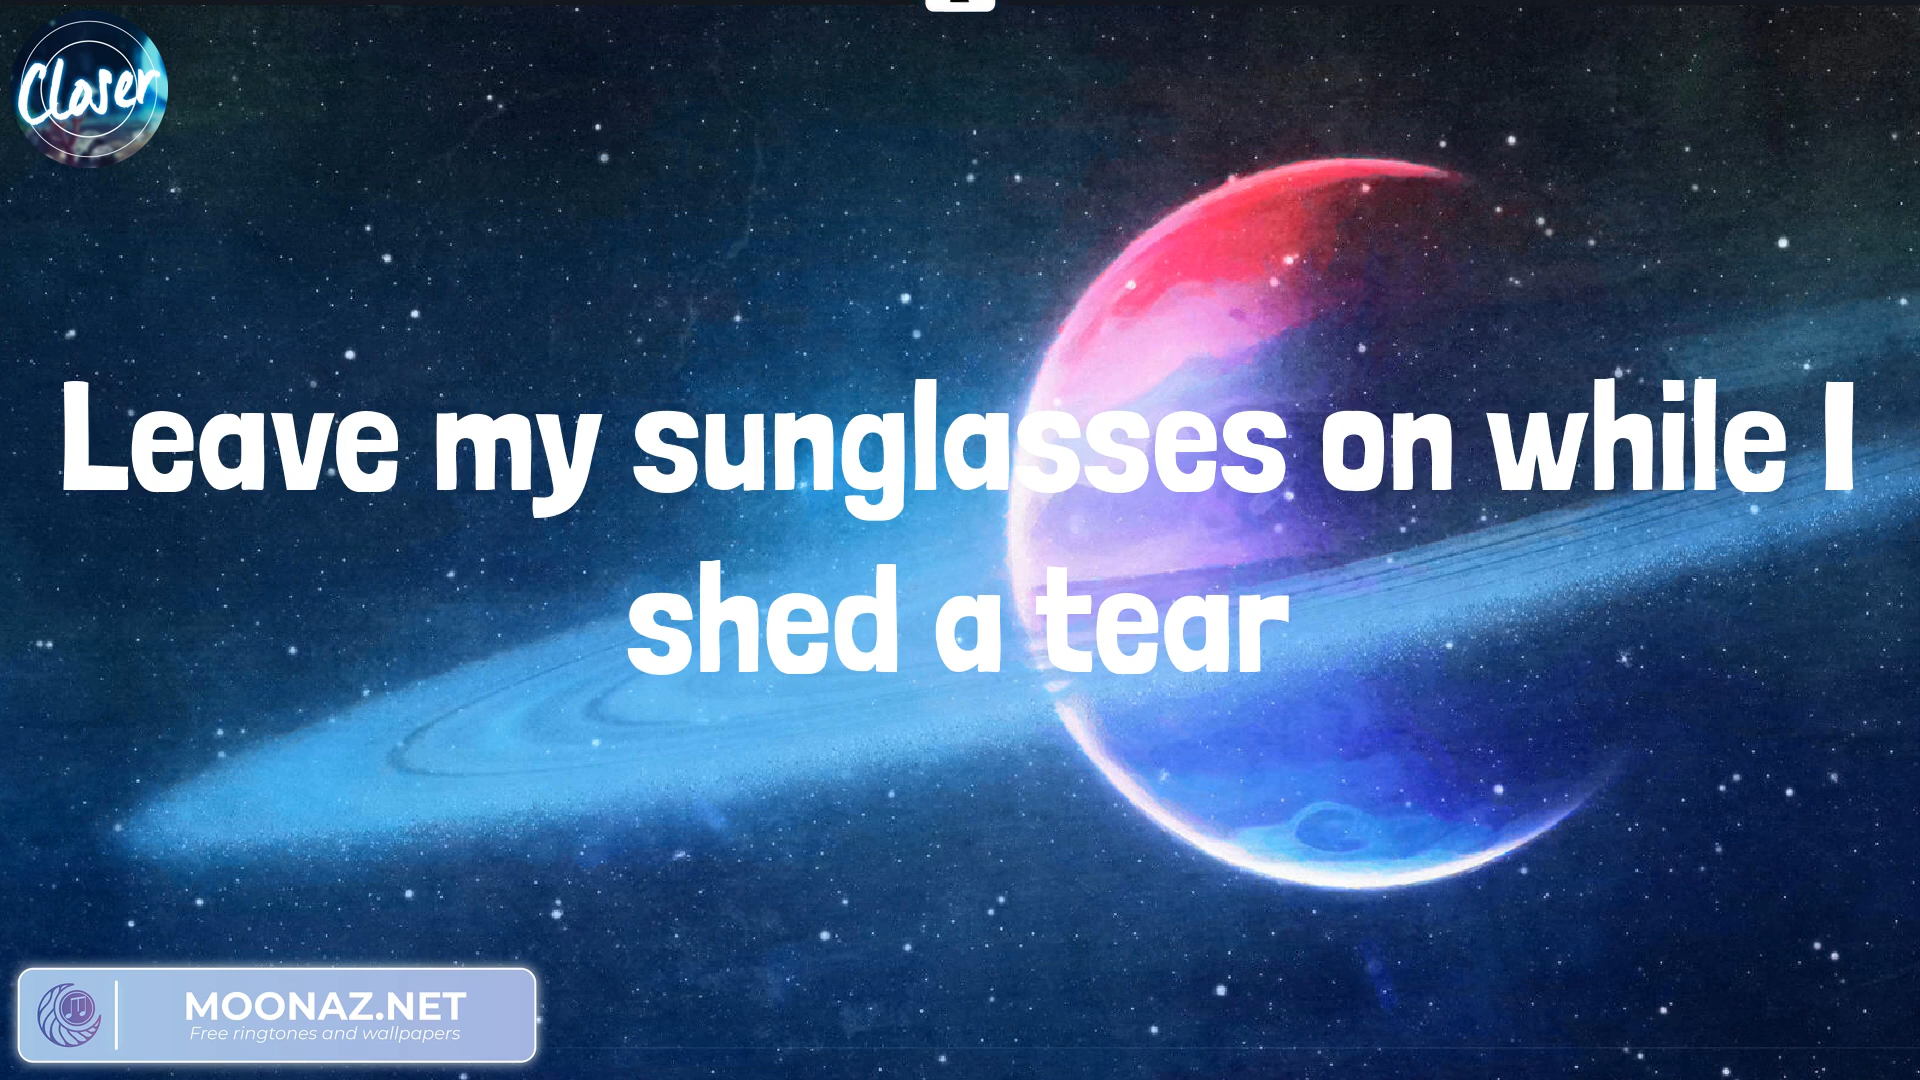 Closer
Leave my sunglasses on while I
shed a tear
MOONAZ.NET
Free ringtones and wallpapers